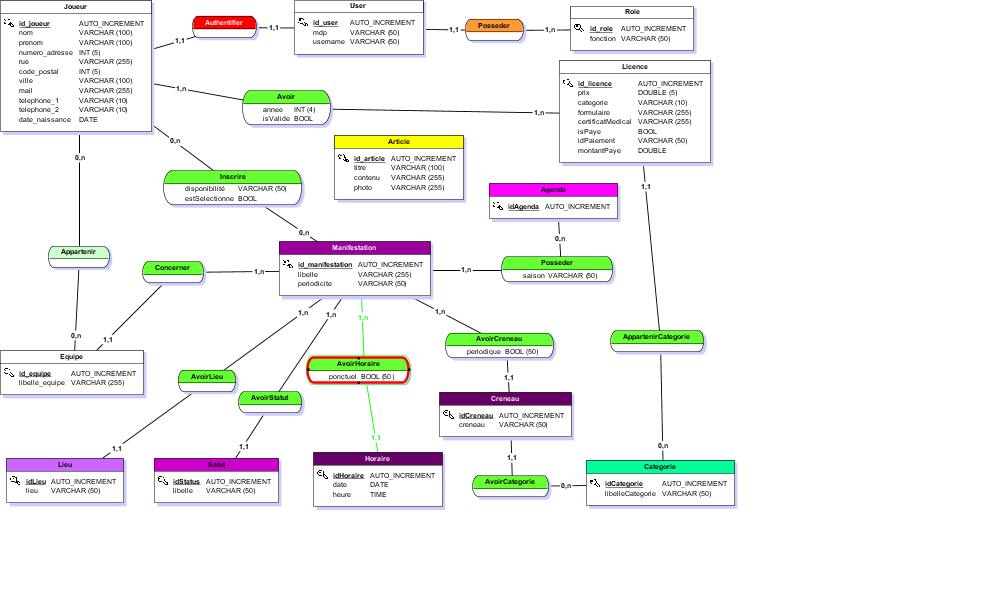 Joueur
id_joueur AUTO_INCREMENT
nom VARCHAR (100)
prenom VARCHAR (100)
numero_adresse INT (5)
rue VARCHAR (255)
code_postal INT (5)
ville VARCHAR (100)
mail VARCHAR (255)
telephone_1 VARCHAR (10)
telephone_2 VARCHAR (10)
date_naissance DATE
1,1
Authentifier
1,1
User
id_user AUTO_INCREMENT
mdp VARCHAR (50)
username VARCHAR (50)
1,1
Posseder
1,n
Role
id_role AUTO_INCREMENT
fonction VARCHAR (50)
1,n
Avoir
annee INT (4)
isValide BOOL
1,n
Licence
id_licence AUTO_INCREMENT
prix DOUBLE (5)
categorie VARCHAR (10)
formulaire VARCHAR (255)
certificatMedical VARCHAR (255)
isPaye BOOL
idPaiement VARCHAR (50)
montantPaye DOUBLE
Article
id_article AUTO_INCREMENT
titre VARCHAR (100)
contenu VARCHAR (255)
photo VARCHAR (255)
0,n
0,n
Inscrire
disponibilité VARCHAR (50)
estSelectionne BOOL
0,n
Agenda
idAgenda AUTO_INCREMENT
0,n
1,1
Appartenir
Concerner
1,n
Manifestation
id_manifestation AUTO_INCREMENT
libelle VARCHAR (255)
periodicite VARCHAR (50)
1,n
Posseder
saison VARCHAR (50)
0,n
1,1
1,n
1,n
1,n
1,n
Equipe
id_equipe AUTO_INCREMENT
libelle_equipe VARCHAR (255)
AvoirLieu
AvoirStatut
AvoirHoraire
ponctuel BOOL (50)
AvoirCreneau
periodique BOOL (50)
AppartenirCategorie
1,1
Creneau
idCreneau AUTO_INCREMENT
creneau VARCHAR (50)
1,1
1,1
1,1
1,1
0,n
Lieu
idLieu AUTO_INCREMENT
lieu VARCHAR (50)
Satut
idStatus AUTO_INCREMENT
libelle VARCHAR (50)
Horaire
idHoraire AUTO_INCREMENT
date DATE
heure TIME
AvoirCategorie
0,n
Categorie
idCategorie AUTO_INCREMENT
libelleCategorie VARCHAR (50)